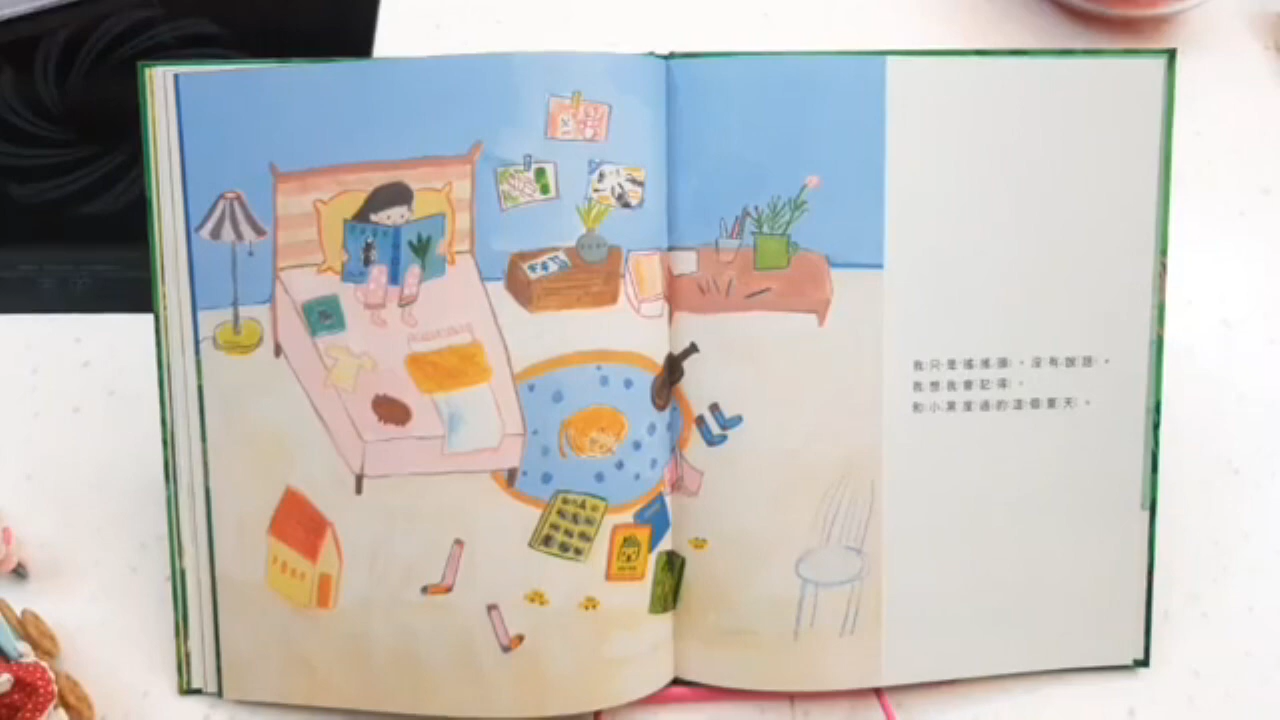 我只是搖搖頭，沒有說話。
我想我會記得，
和小黑度過的這個夏天。